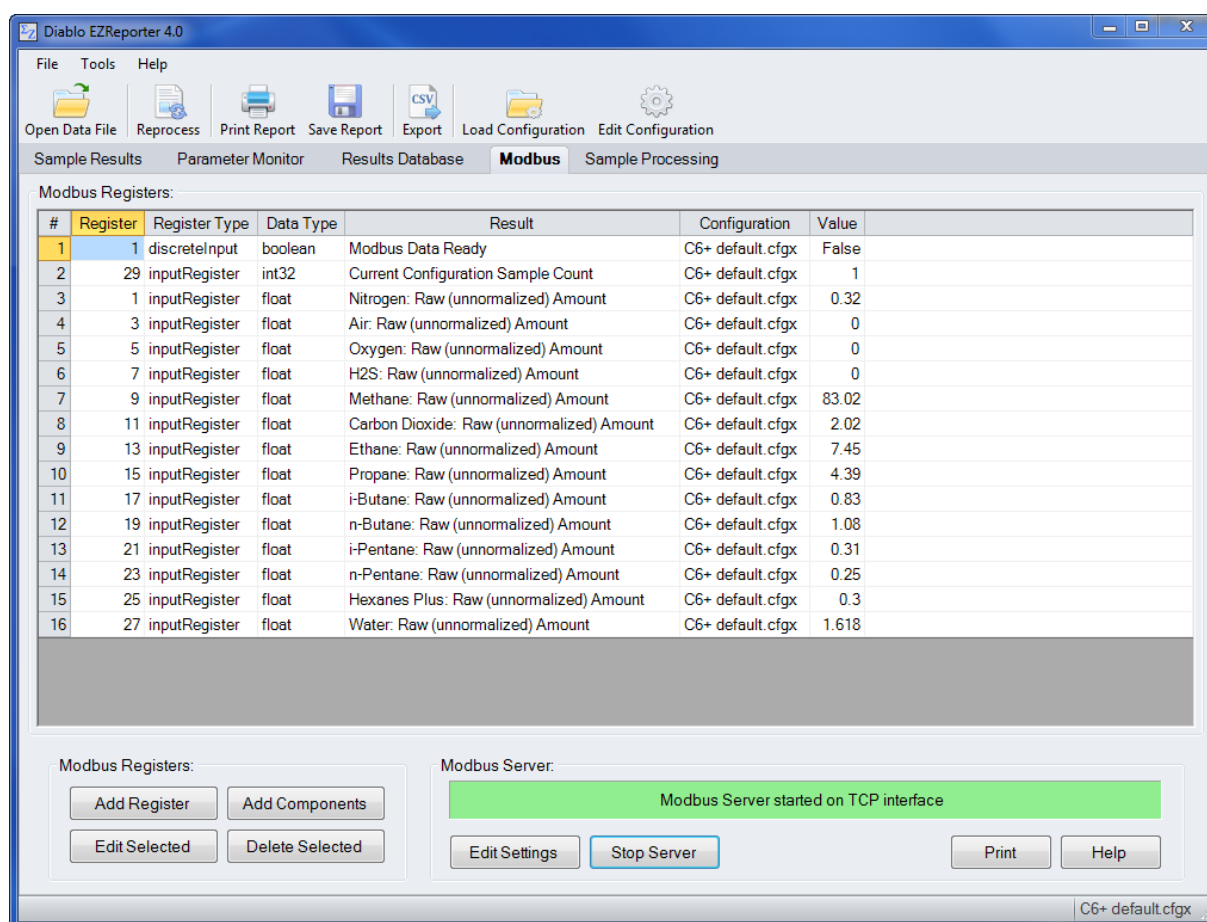 Diablo EZReporter 4.0
File Tools Help
Open Data File Reprocess Print Report Save Report CSV Export Load Configuration Edit Configuration
Sample Results Parameter Monitor Results Database Modbus Sample Processing
Modbus Registers:
# Register Register Type Data Type Result Configuration Value
1 1 discreteInput boolean Modbus Data Ready C6+ default.cfgx False
2 29 inputRegister int32 Current Configuration Sample Count C6+ default.cfgx 1
3 1 inputRegister float Nitrogen: Raw (unnormalized) Amount C6+ default.cfgx 0.32
4 3 inputRegister float Air: Raw (unnormalized) Amount C6+ default.cfgx 0
5 5 inputRegister float Oxygen: Raw (unnormalized) Amount C6+ default.cfgx 0
6 7 inputRegister float H2S: Raw (unnormalized) Amount C6+ default.cfgx 0
7 9 inputRegister float Methane: Raw (unnormalized) Amount C6+ default.cfgx 83.02
8 11 inputRegister float Carbon Dioxide: Raw (unnormalized) Amount C6+ default.cfgx 2.02
9 13 inputRegister float Ethane: Raw (unnormalized) Amount C6+ default.cfgx 7.45
10 15 inputRegister float Propane: Raw (unnormalized) Amount C6+ default.cfgx 4.39
11 17 inputRegister float i-Butane: Raw (unnormalized) Amount C6+ default.cfgx 0.83
12 19 inputRegister float n-Butane: Raw (unnormalized) Amount C6+ default.cfgx 1.08
13 21 inputRegister float i-Pentane: Raw (unnormalized) Amount C6+ default.cfgx 0.31
14 23 inputRegister float n-Pentane: Raw (unnormalized) Amount C6+ default.cfgx 0.25
15 25 inputRegister float Hexanes Plus: Raw (unnormalized) Amount C6+ default.cfgx 0.3
16 27 inputRegister float Water: Raw (unnormalized) Amount C6+ default.cfgx 1.618
Modbus Registers:
Add Register Add Components
Edit Selected Delete Selected
Modbus Server:
Modbus Server started on TCP interface
Edit Settings Stop Server Print Help
C6+ default.cfgx